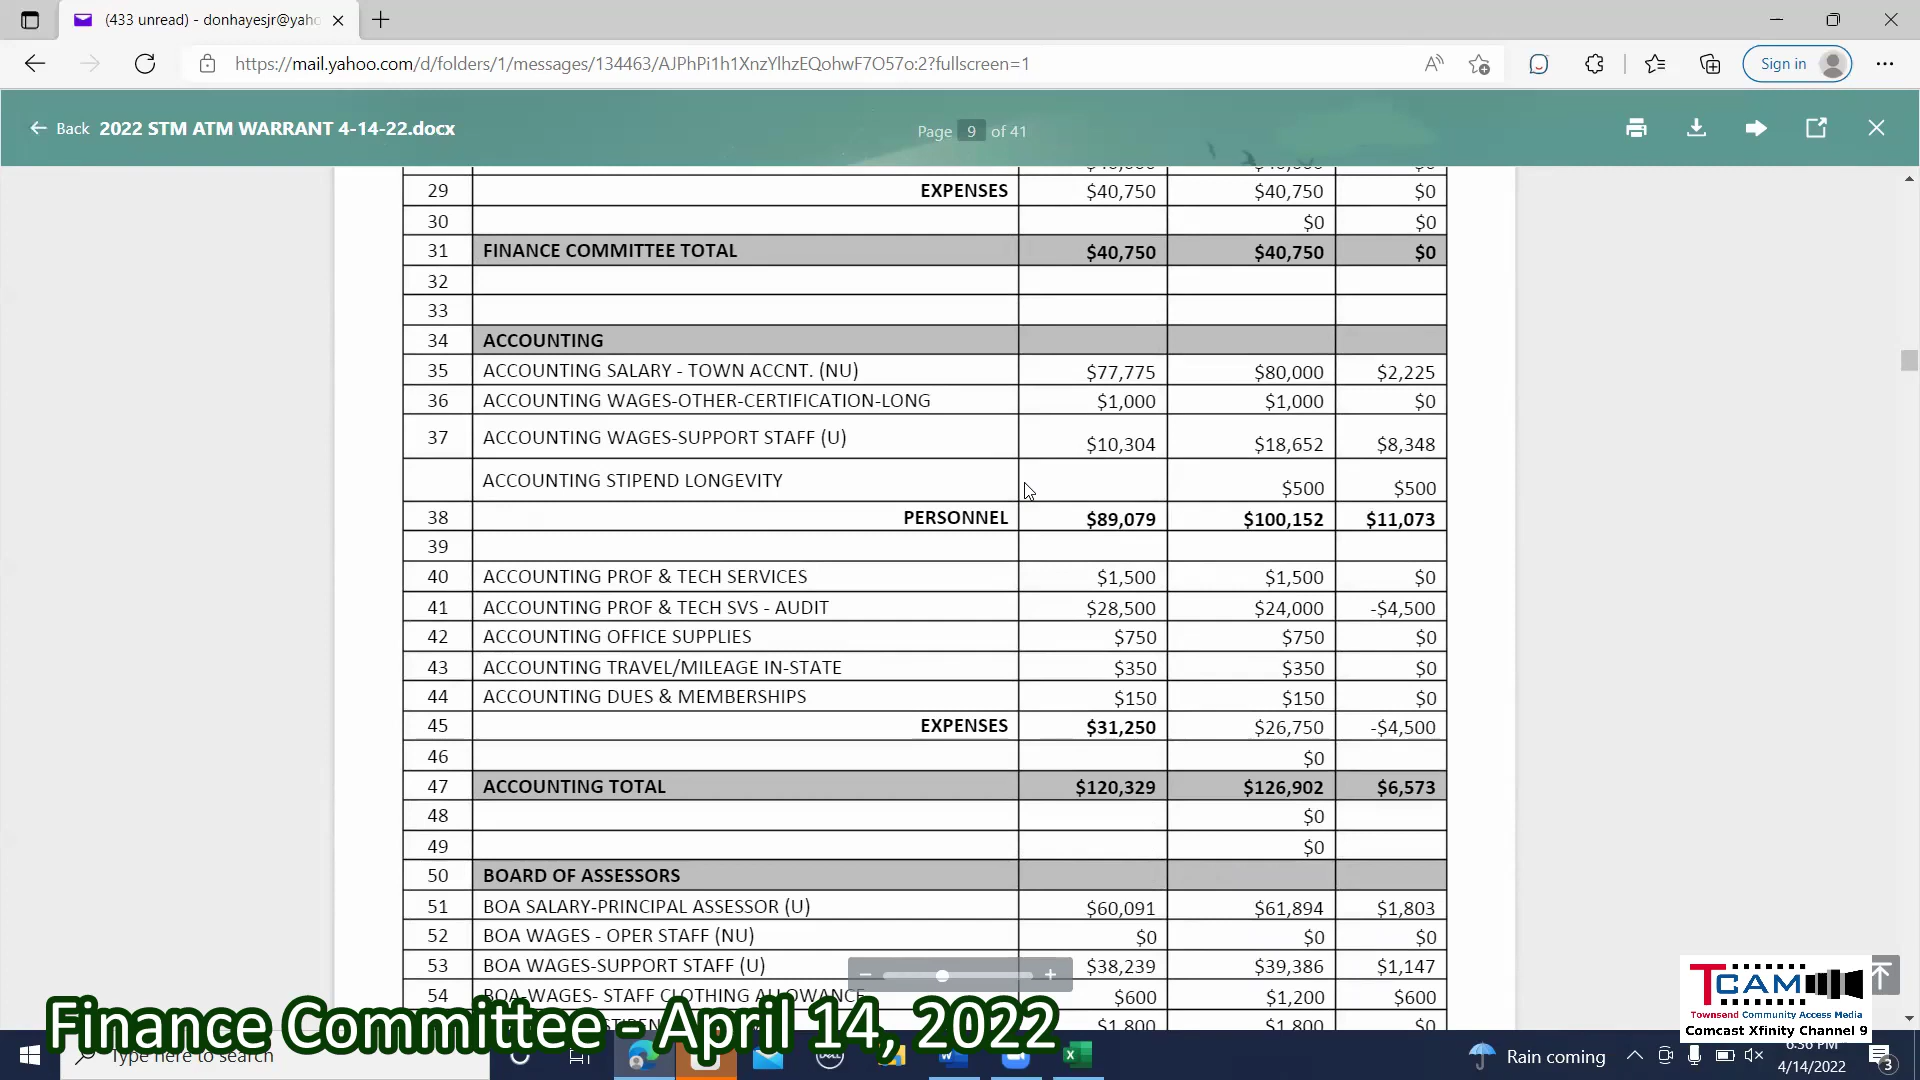 (433 unread) - donhayesjr@yaho
https://mail.yahoo.com/d/folders/1/messages/134463/AJPhPi1h1XnzYlhzEQohwF7O57o:2?fullscreen=1
Sign in
Back 2022 STM ATM WARRANT 4-14-22.docx
Page 9 of 41
29 EXPENSES $40,750 $40,750 $0
30 $0 $0
31 FINANCE COMMITTEE TOTAL $40,750 $40,750 $0
32
33
34 ACCOUNTING
35 ACCOUNTING SALARY - TOWN ACCNT. (NU) $77,775 $80,000 $2,225
36 ACCOUNTING WAGES-OTHER-CERTIFICATION-LONG $1,000 $1,000 $0
37 ACCOUNTING WAGES-SUPPORT STAFF (U) $10,304 $18,652 $8,348
ACCOUNTING STIPEND LONGEVITY $500 $500
38 PERSONNEL $89,079 $100,152 $11,073
39
40 ACCOUNTING PROF & TECH SERVICES $1,500 $1,500 $0
41 ACCOUNTING PROF & TECH SVS - AUDIT $28,500 $24,000 -$4,500
42 ACCOUNTING OFFICE SUPPLIES $750 $750 $0
43 ACCOUNTING TRAVEL/MILEAGE IN-STATE $350 $350 $0
44 ACCOUNTING DUES & MEMBERSHIPS $150 $150 $0
45 EXPENSES $31,250 $26,750 -$4,500
46 $0
47 ACCOUNTING TOTAL $120,329 $126,902 $6,573
48 $0
49 $0
50 BOARD OF ASSESSORS
51 BOA SALARY-PRINCIPAL ASSESSOR (U) $60,091 $61,894 $1,803
52 BOA WAGES - OPER STAFF (NU) $0 $0 $0
53 BOA WAGES-SUPPORT STAFF (U) $38,239 $39,386 $1,147
54 BOA-WAGES- STAFF CLOTHING ALLOWANCE $600 $1,200 $600
$1,800 $1,800 $0
Finance Committee - April 14, 2022
TCAM
Townsend Community Access Media
Comcast Xfinity Channel 9
Type here to search
DELL
Rain coming
4/14/2022
3